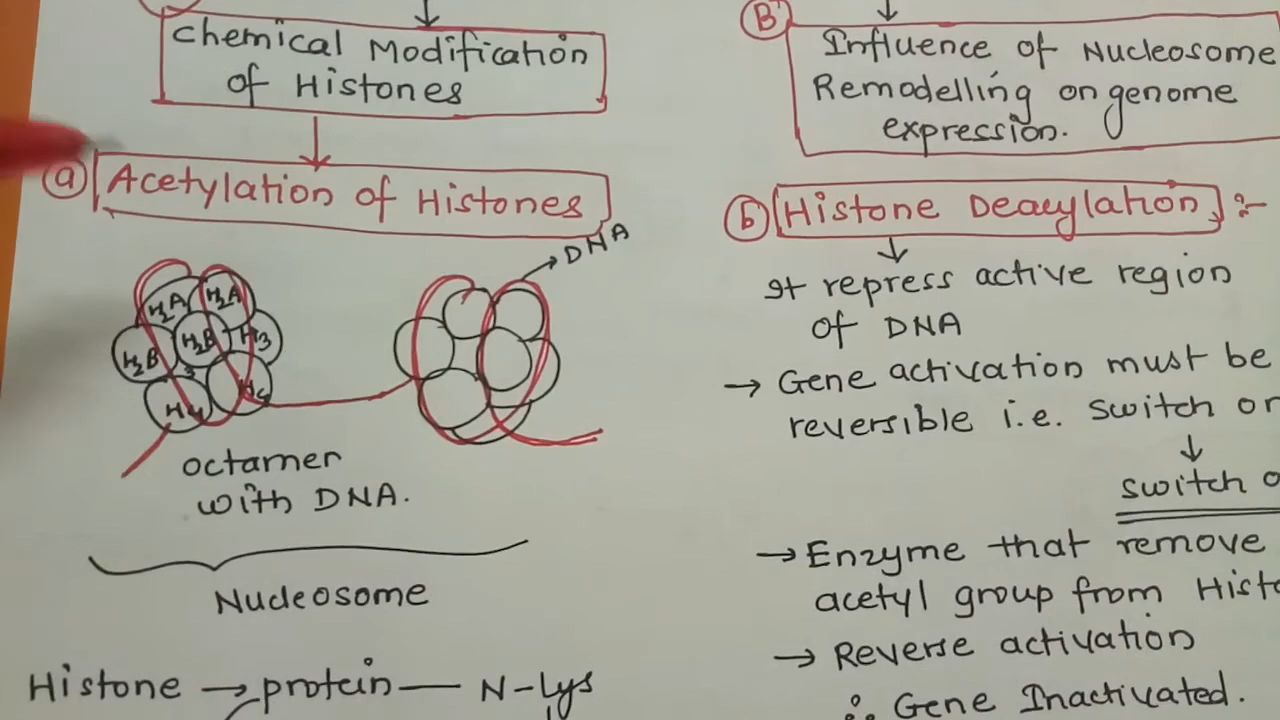 Chemical Modification
of Histones
(a) Acetylation of Histones
DNA
H2A H2A
H2B H2B H3
H4 H4
octamer
with DNA.
Nucleosome
Histone → protein — N-Lys
(B)
Influence of Nucleosome
Remodelling on genome
expression.
(b) Histone Deacylation :-
It repress active region
of DNA
→ Gene activation must be
reversible i.e. switch on
switch
→ Enzyme that remove
acetyl group from
→ Reverse activation
∴ Gene Inactivated.